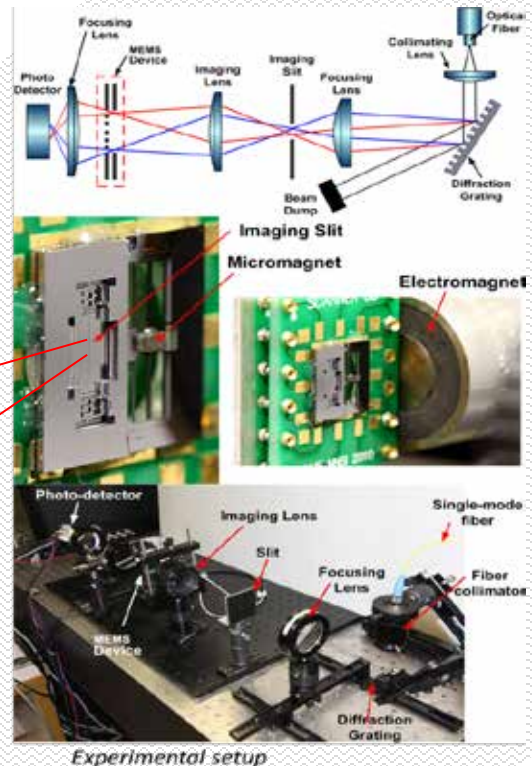 Focusing
Lens
MEMS
Device
Photo
Detector
Imaging
Lens
Imaging
Slit
Focusing
Lens
Optical
Fiber
Collimating
Lens
Beam
Dump
Diffraction
Grating
Imaging Slit
Micromagnet
Electromagnet
Photo-detector
Imaging Lens
Slit
MEMS
Device
Focusing
Lens
Single-mode
fiber
Fiber
collimator
Diffraction
Grating
Experimental setup